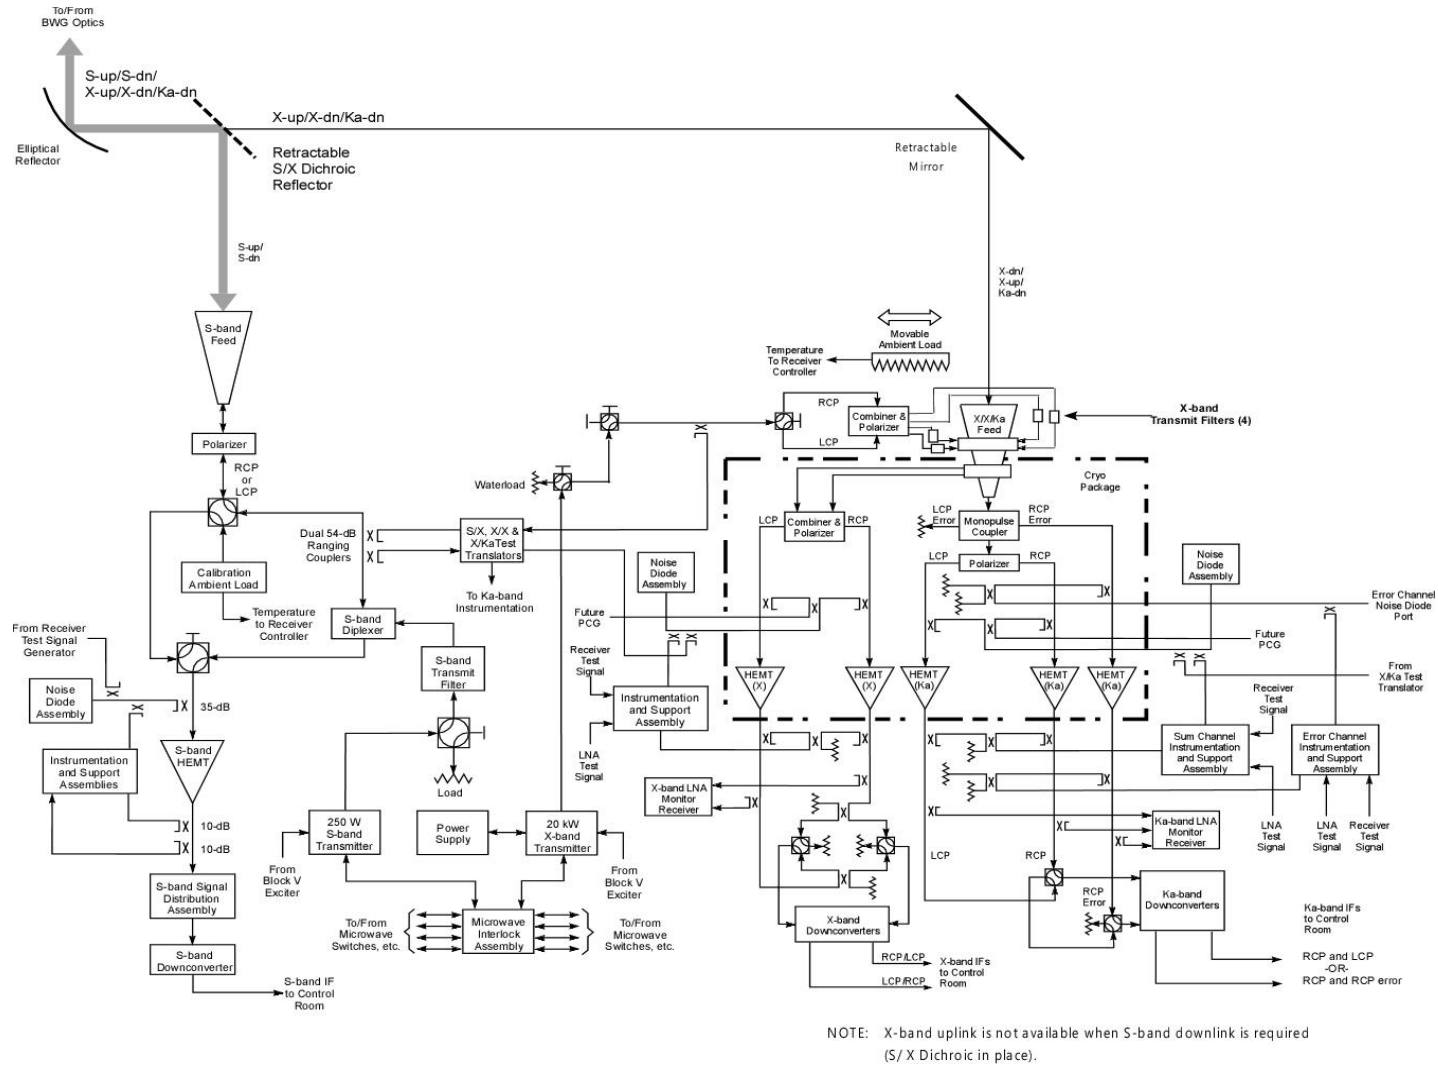 To/From
BWG Optics
S-up/S-dn/
X-up/X-dn/Ka-dn
X-up/X-dn/Ka-dn
Elliptical
Reflector
Retractable
S/X Dichroic
Reflector
Retractable
Mirror
S-up/
S-dn
X-dn/
X-up/
Ka-dn
S-band
Feed
Movable
Ambient Load
Temperature
To Receiver
Controller
RCP
LCP
Combiner &
Polarizer
X/X/Ka
Feed
X-band
Transmit Filters (4)
Polarizer
RCP
or
LCP
Waterload
Cryo
Package
Dual 54-dB
Ranging
Couplers
S/X, X/X &
X/KaTest
Translators
LCP
Combiner &
Polarizer
RCP
LCP
Error
Monopulse
Coupler
RCP
Error
LCP
Polarizer
RCP
Calibration
Ambient Load
To Ka-band
Instrumentation
Noise
Diode
Assembly
Noise
Diode
Assembly
Error Channel
Noise Diode
Port
Temperature
to Receiver
Controller
S-band
Diplexer
Future
PCG
Future
PCG
From Receiver
Test Signal
Generator
Receiver
Test
Signal
From
X/Ka Test
Translator
S-band
Transmit
Filter
Noise
Diode
Assembly
35-dB
Instrumentation
and Support
Assembly
HEMT
(X)
HEMT
(X)
HEMT
(Ka)
HEMT
(Ka)
HEMT
(Ka)
Receiver
Test
Signal
S-band
HEMT
Instrumentation
and Support
Assemblies
LNA
Test
Signal
Sum Channel
Instrumentation
and Support
Assembly
Error Channel
Instrumentation
and Support
Assembly
Load
X-band LNA
Monitor
Receiver
10-dB
10-dB
250 W
S-band
Transmitter
Power
Supply
20 kW
X-band
Transmitter
Ka-band LNA
Monitor
Receiver
LNA
Test
Signal
LNA
Test
Signal
Receiver
Test
Signal
From
Block V
Exciter
From
Block V
Exciter
LCP
RCP
RCP
Error
S-band Signal
Distribution
Assembly
Ka-band
Downconverters
Ka-band IFs
to Control
Room
To/From
Microwave
Switches, etc.
Microwave
Interlock
Assembly
To/From
Microwave
Switches, etc.
X-band
Downconverters
S-band
Downconverter
RCP/LCP
LCP/RCP
X-band IFs
to Control
Room
RCP and LCP
-OR-
RCP and RCP error
S-band IF
to Control
Room
NOTE: X-band uplink is not available when S-band downlink is required
(S/ X Dichroic in place).